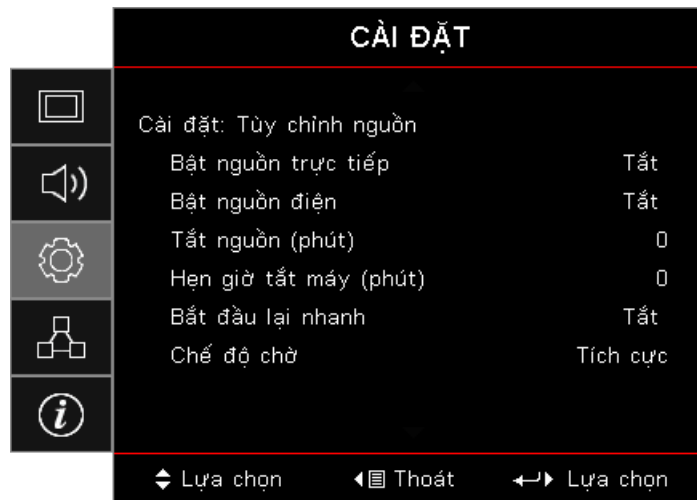 CÀI ĐẶT
Cài đặt: Tùy chỉnh nguồn
Bật nguồn trực tiếp Tắt
Bật nguồn điện Tắt
Tắt nguồn (phút) 0
Hẹn giờ tắt máy (phút) 0
Bắt đầu lại nhanh Tắt
Chế độ chờ Tích cực
Lựa chọn Thoát Lựa chọn